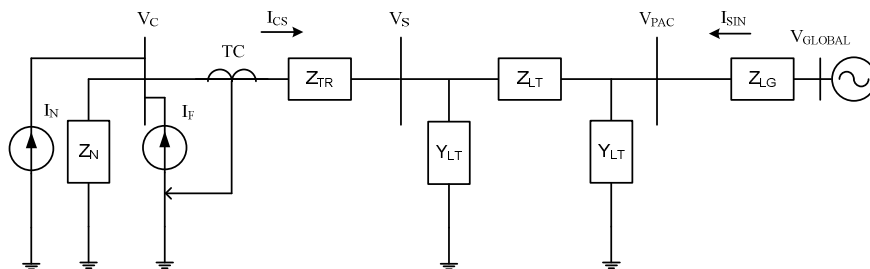 V_C
I_CS
V_S
V_PAC
I_SIN
V_GLOBAL
TC
Z_TR
Z_LT
Z_LG
I_N
I_F
Z_N
Y_LT
Y_LT